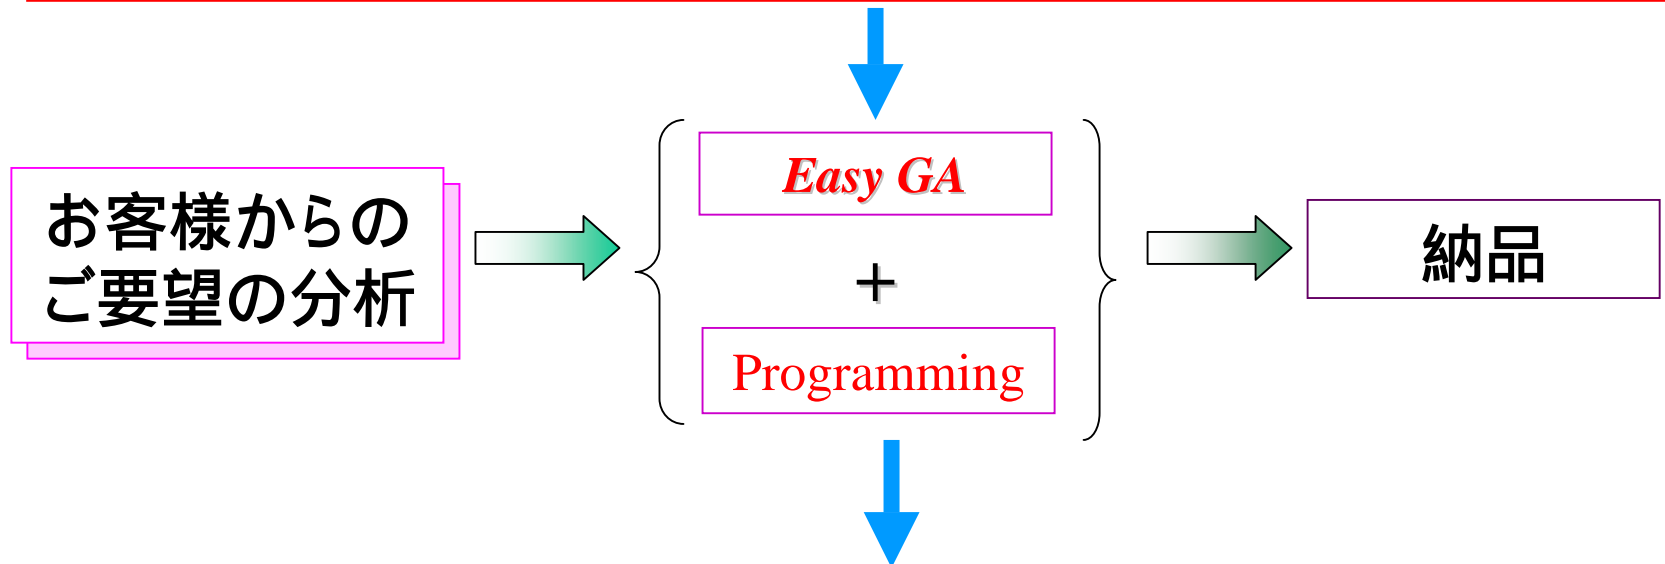 お客様からの
ご要望の分析
Easy GA
+
Programming
納品